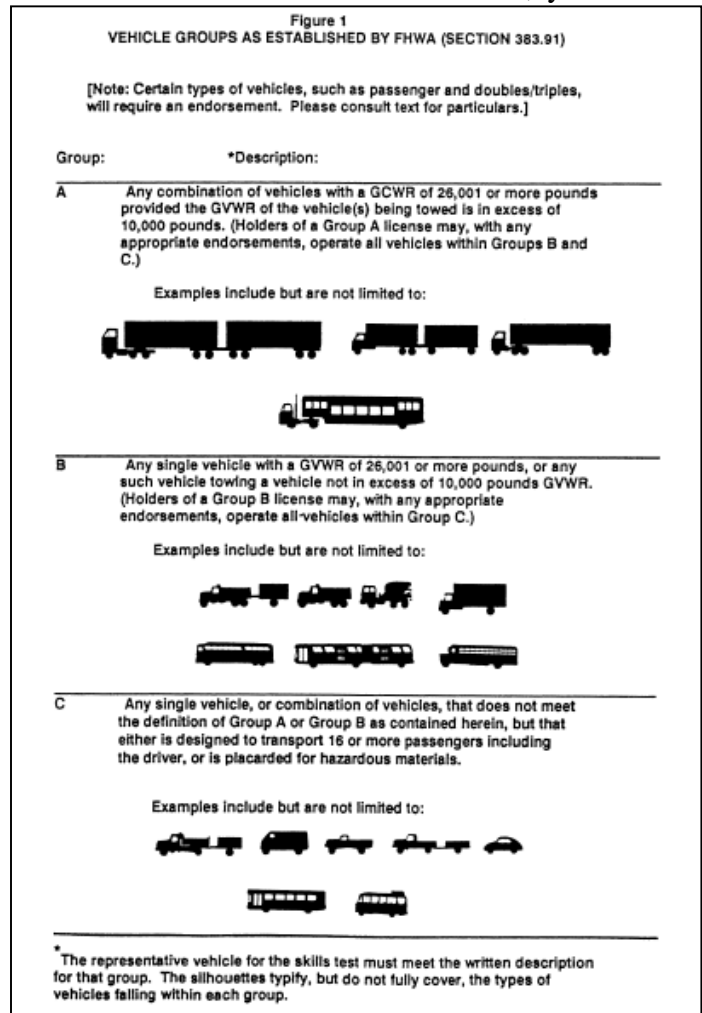 Figure 1
VEHICLE GROUPS AS ESTABLISHED BY FHWA (SECTION 383.91)
[Note: Certain types of vehicles, such as passenger and doubles/triples,
will require an endorsement. Please consult text for particulars.]
Group: *Description:
A Any combination of vehicles with a GCWR of 26,001 or more pounds
provided the GVWR of the vehicle(s) being towed is in excess of
10,000 pounds. (Holders of a Group A license may, with any
appropriate endorsements, operate all vehicles within Groups B and
C.)
Examples include but are not limited to:
B Any single vehicle with a GVWR of 26,001 or more pounds, or any
such vehicle towing a vehicle not in excess of 10,000 pounds GVWR.
(Holders of a Group B license may, with any appropriate
endorsements, operate all vehicles within Group C.)
Examples include but are not limited to:
C Any single vehicle, or combination of vehicles, that does not meet
the definition of Group A or Group B as contained herein, but that
either is designed to transport 16 or more passengers including
the driver, or is placarded for hazardous materials.
Examples include but are not limited to:
*The representative vehicle for the skills test must meet the written description
for that group. The silhouettes typify, but do not fully cover, the types of
vehicles falling within each group.